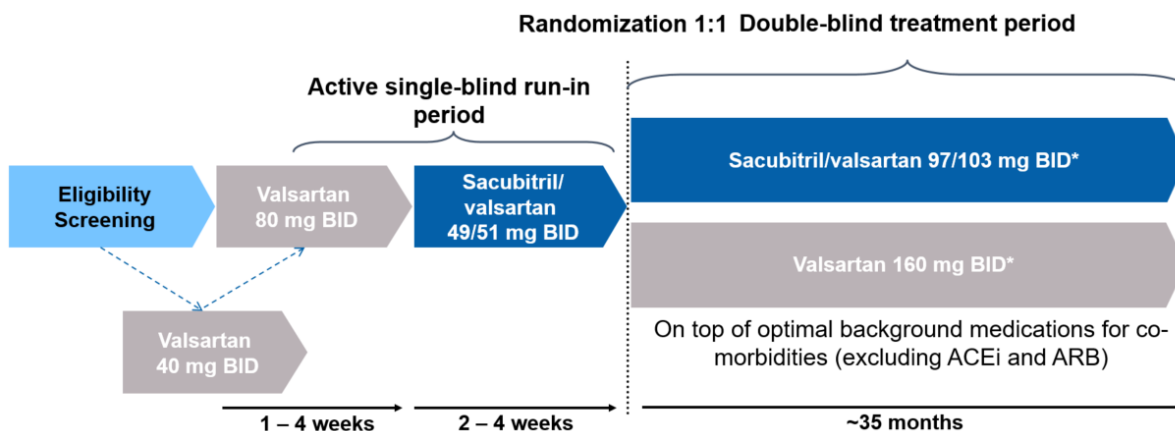 Randomization 1:1 Double-blind treatment period
Active single-blind run-in
period
Eligibility
Screening
Valsartan
80 mg BID
Sacubitril/
valsartan
49/51 mg BID
Sacubitril/valsartan 97/103 mg BID*
Valsartan 160 mg BID*
Valsartan
40 mg BID
On top of optimal background medications for co-
morbidities (excluding ACEi and ARB)
1 – 4 weeks
2 – 4 weeks
~35 months